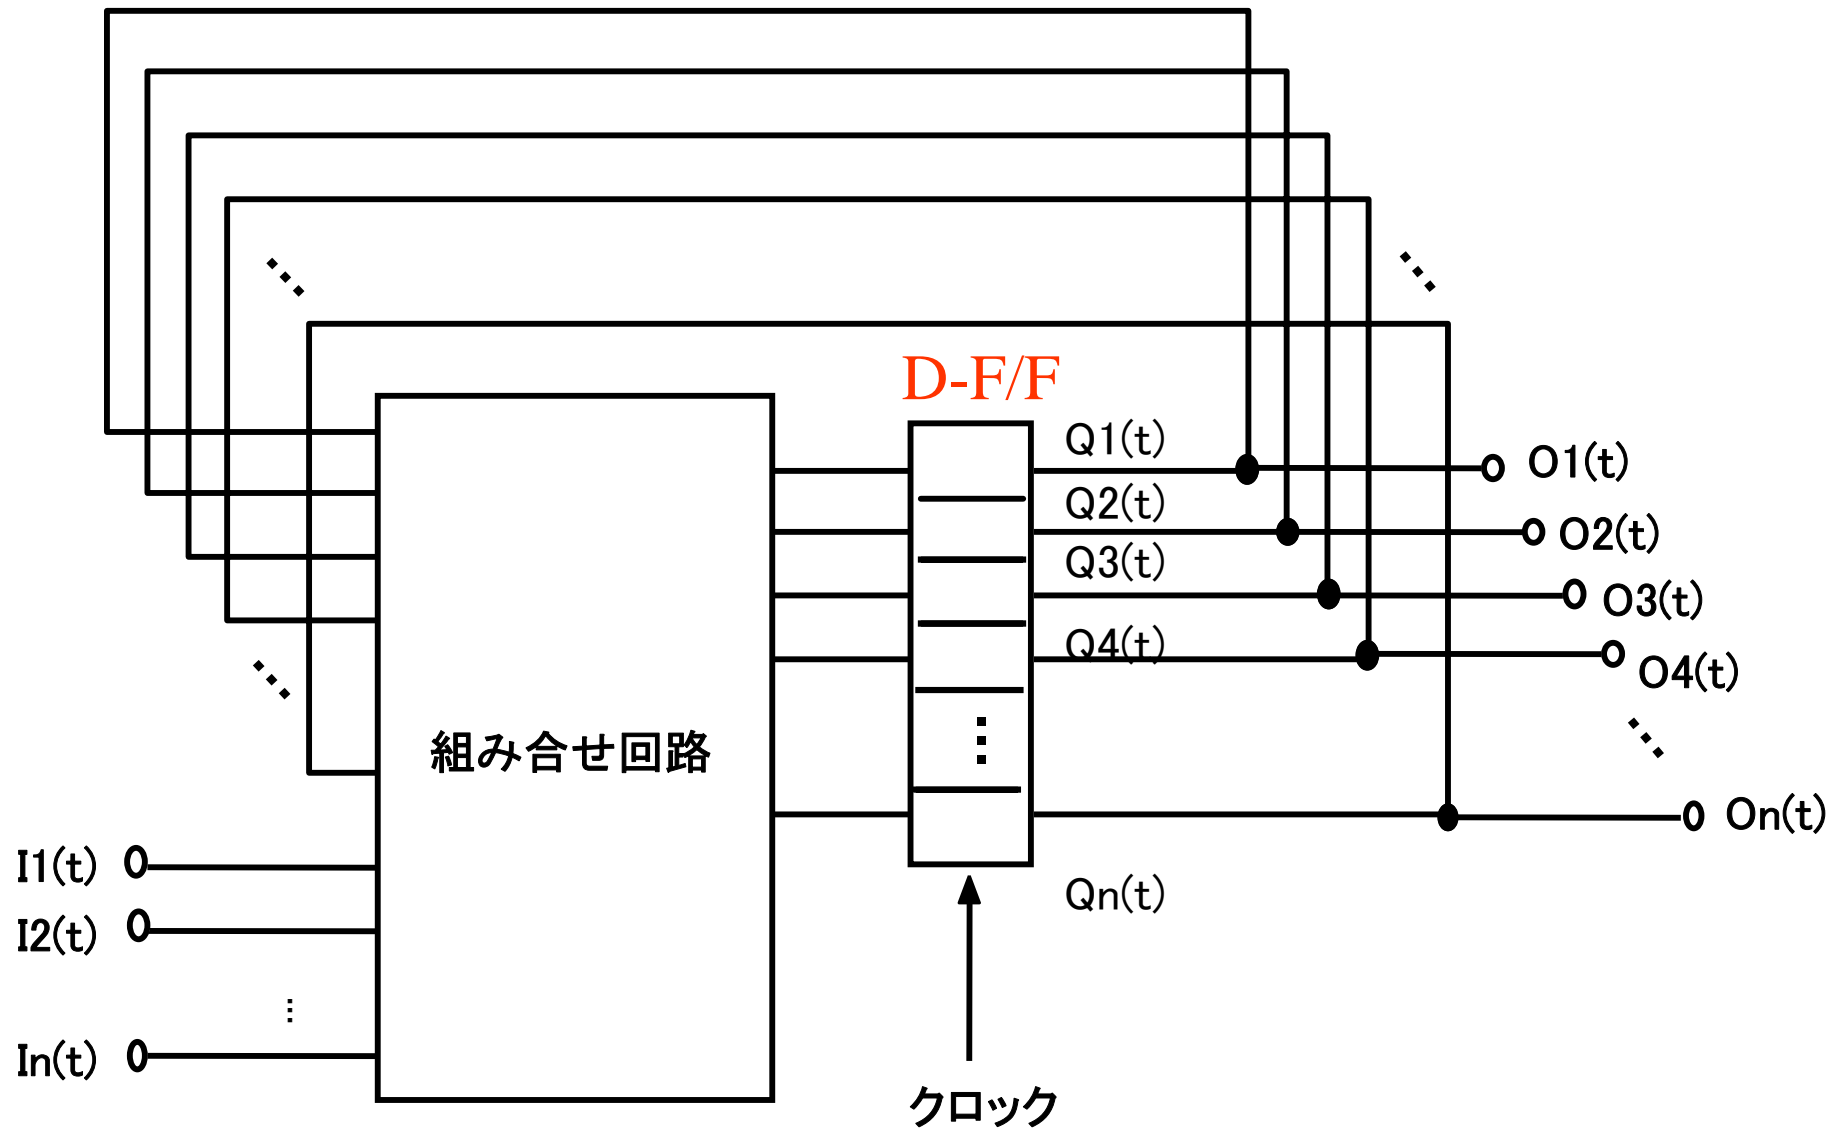 D-F/F
Q1(t)
O1(t)
Q2(t)
O2(t)
Q3(t)
O3(t)
Q4(t)
O4(t)
組み合せ回路
On(t)
I1(t)
Qn(t)
I2(t)
In(t)
クロック